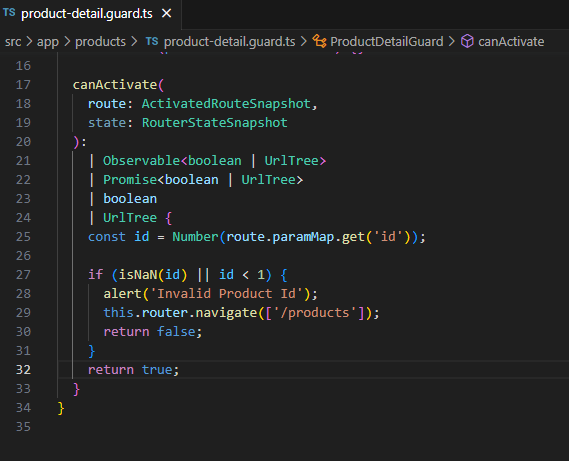 TS product-detail.guard.ts X
src > app > products > TS product-detail.guard.ts > ProductDetailGuard > canActivate
16
17 canActivate(
18 route: ActivatedRouteSnapshot,
19 state: RouterStateSnapshot
20 ):
21 | Observable<boolean | UrlTree>
22 | Promise<boolean | UrlTree>
23 | boolean
24 | UrlTree {
25 const id = Number(route.paramMap.get('id'));
26
27 if (isNaN(id) || id < 1) {
28 alert('Invalid Product Id');
29 this.router.navigate(['/products']);
30 return false;
31 }
32 return true;
33 }
34 }
35